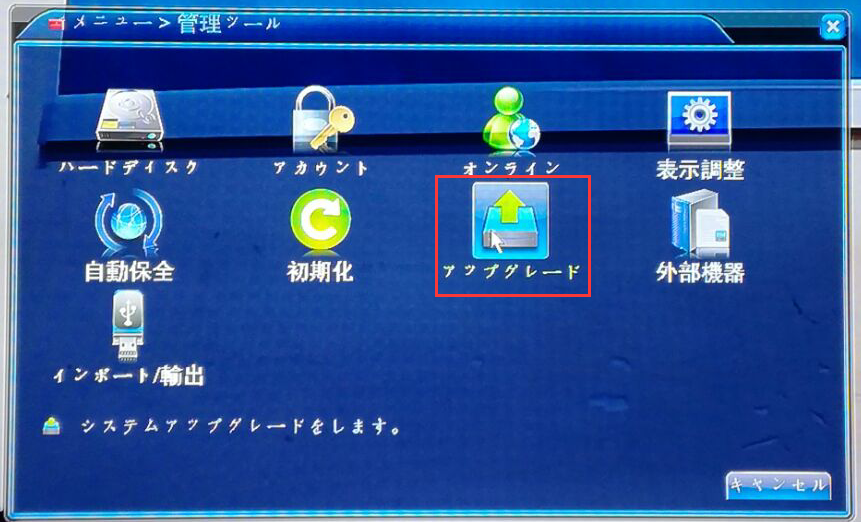 メニュー>管理ツール
ハードディスク
アカウント
オンライン
表示調整
自動保全
初期化
アップグレード
外部機器
インポート/輸出
システムアップグレードをします。
キャンセル